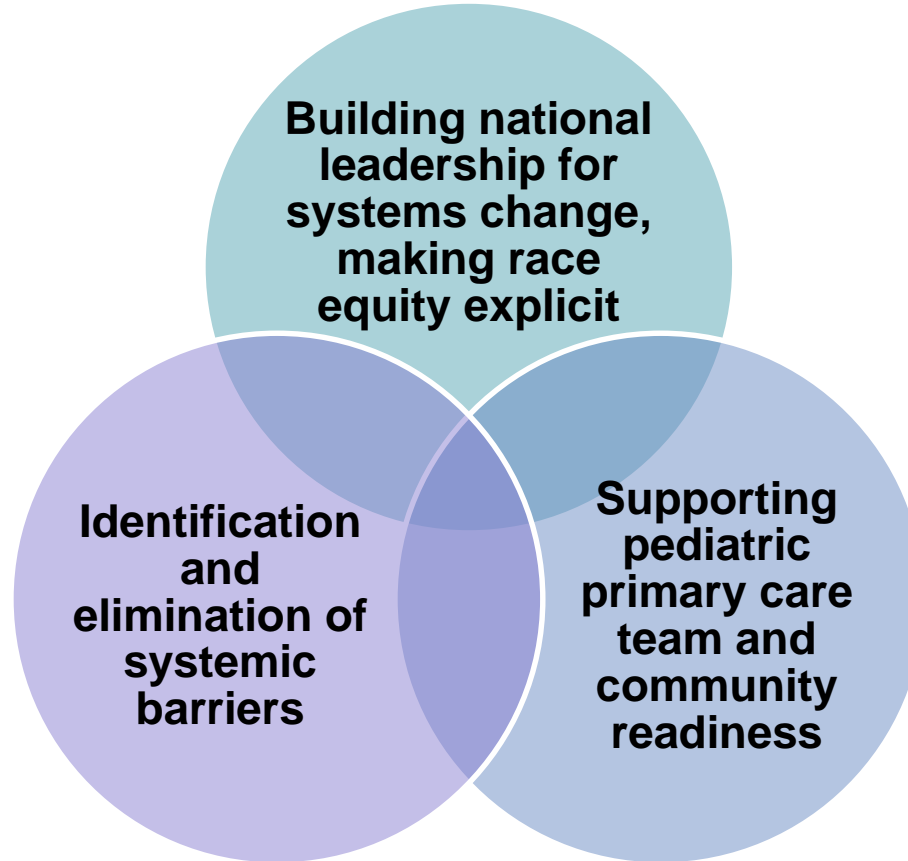 Building national
leadership for
systems change,
making race
equity explicit
Identification
and
elimination of
systemic
barriers
Supporting
pediatric
primary care
team and
community
readiness